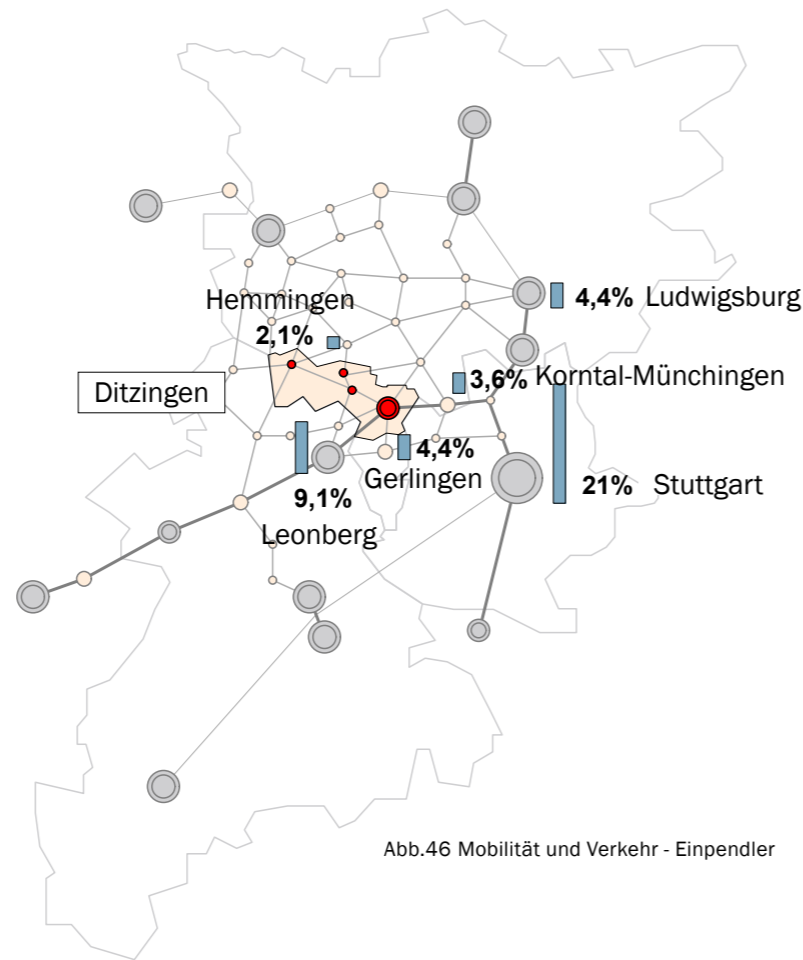 Hemmingen
2,1%
4,4% Ludwigsburg
3,6% Korntal-Münchingen
Ditzingen
4,4%
Gerlingen
9,1%
Leonberg
21% Stuttgart
Abb.46 Mobilität und Verkehr - Einpendler